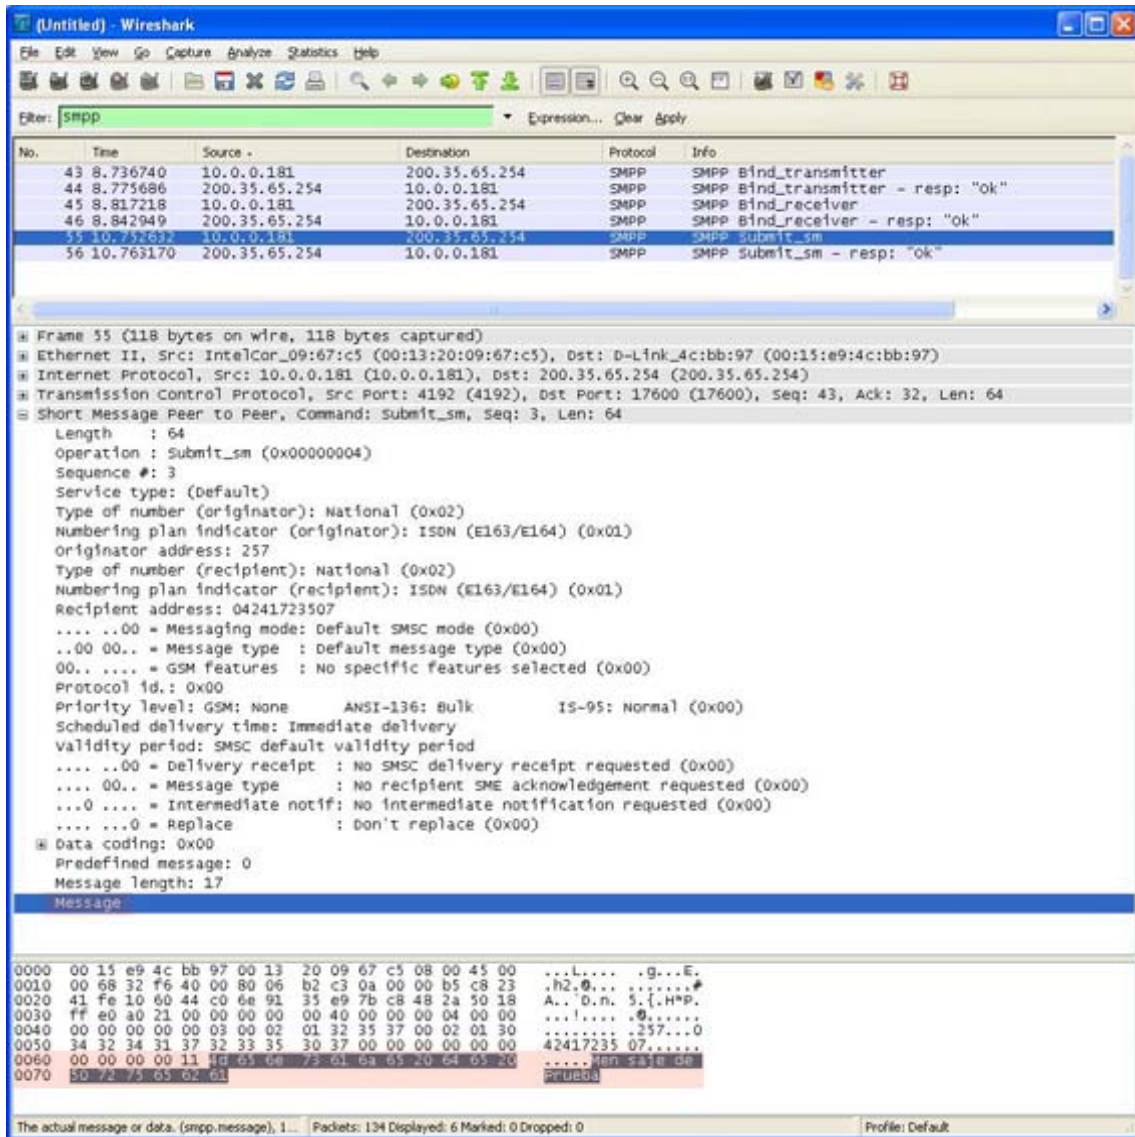 (Untitled) - Wireshark
File Edit View Go Capture Analyze Statistics Help
Filter: smpp Expression... Clear Apply
No. Time Source Destination Protocol Info
43 8.736740 10.0.0.181 200.35.65.254 SMPP SMPP Bind_transmitter
44 8.775686 200.35.65.254 10.0.0.181 SMPP SMPP Bind_transmitter - resp: "Ok"
45 8.817218 10.0.0.181 200.35.65.254 SMPP SMPP Bind_receiver
46 8.842949 200.35.65.254 10.0.0.181 SMPP SMPP Bind_receiver - resp: "Ok"
55 10.752632 10.0.0.181 200.35.65.254 SMPP SMPP Submit_sm
56 10.763170 200.35.65.254 10.0.0.181 SMPP SMPP Submit_sm - resp: "Ok"
Frame 55 (118 bytes on wire, 118 bytes captured)
Ethernet II, Src: IntelCor_09:67:c5 (00:13:20:09:67:c5), Dst: D-Link_4c:bb:97 (00:15:e9:4c:bb:97)
Internet Protocol, Src: 10.0.0.181 (10.0.0.181), Dst: 200.35.65.254 (200.35.65.254)
Transmission Control Protocol, Src Port: 4192 (4192), Dst Port: 17600 (17600), Seq: 43, Ack: 32, Len: 64
Short Message Peer to Peer, Command: Submit_sm, Seq: 3, Len: 64
Length : 64
Operation : Submit_sm (0x00000004)
Sequence #: 3
Service type: (Default)
Type of number (originator): National (0x02)
Numbering plan indicator (originator): ISDN (E163/E164) (0x01)
Originator address: 257
Type of number (recipient): National (0x02)
Numbering plan indicator (recipient): ISDN (E163/E164) (0x01)
Recipient address: 04241723507
.... ..00 = Messaging mode: Default SMSC mode (0x00)
..00 00.. = Message type : Default message type (0x00)
00.. .... = GSM features : No specific features selected (0x00)
Protocol id.: 0x00
Priority level: GSM: None ANSI-136: Bulk IS-95: Normal (0x00)
Scheduled delivery time: Immediate delivery
Validity period: SMSC default validity period
.... ..00 = Delivery receipt : No SMSC delivery receipt requested (0x00)
.... 00.. = Message type : No recipient SME acknowledgement requested (0x00)
...0 .... = Intermediate notif: No intermediate notification requested (0x00)
.... ...0 = Replace : Don't replace (0x00)
Data coding: 0x00
Predefined message: 0
Message length: 17
Message
0000 00 15 e9 4c bb 97 00 13 20 09 67 c5 08 00 45 00 ...L.... .g...E.
0010 00 68 32 f6 40 00 80 06 b2 c3 0a 00 00 b5 c8 23 .h2.@... .......#
0020 41 fe 10 60 44 c0 6e 91 35 e9 7b c8 48 2a 50 18 A..`D.n. 5.{.H*P.
0030 ff e0 a0 21 00 00 00 00 00 40 00 00 00 04 00 00 ...!.... .@......
0040 00 00 00 00 00 03 00 02 01 32 35 37 00 02 01 30 ........ .257...0
0050 34 32 34 31 37 32 33 35 30 37 00 00 00 00 00 00 42417235 07......
0060 00 00 00 00 11 4d 65 6e 73 61 6a 65 20 64 65 20 .....Men saje de
0070 50 72 75 65 62 61 Prueba
The actual message or data. (smpp.message), 1... Packets: 134 Displayed: 6 Marked: 0 Dropped: 0 Profile: Default